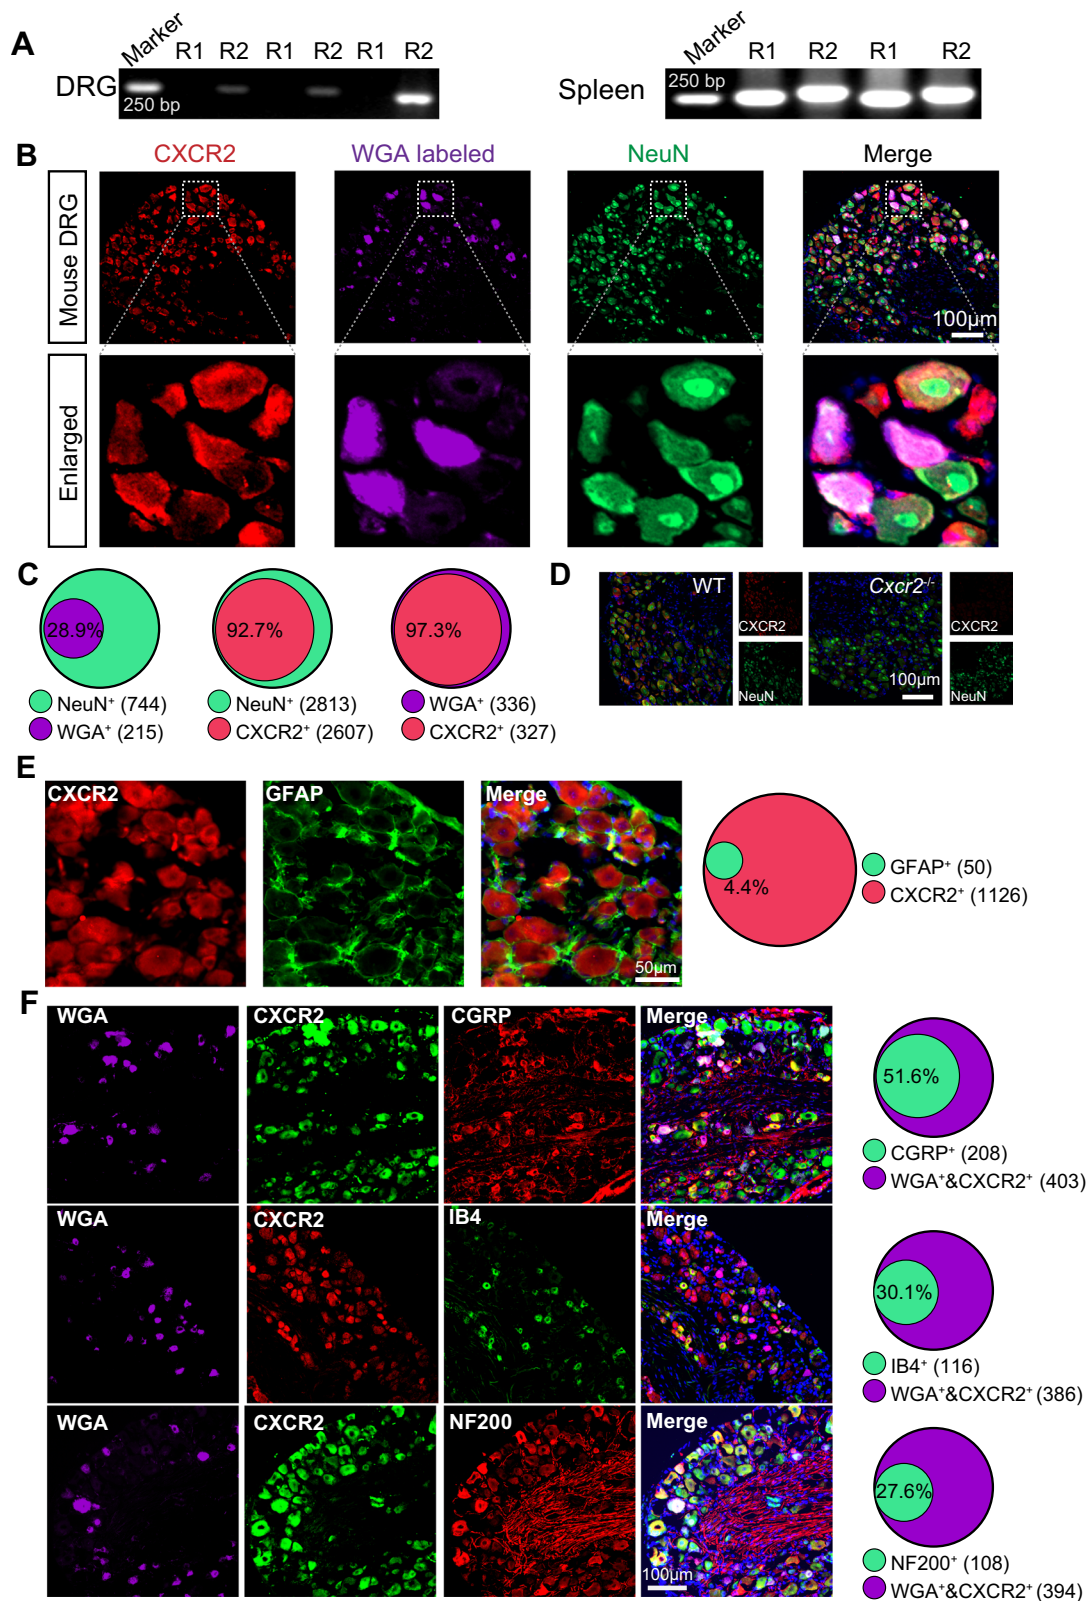 A
Marker R1 R2 R1 R2 R1 R2
DRG
250 bp
Marker R1 R2 R1 R2
Spleen
250 bp
B
CXCR2 WGA labeled NeuN Merge
Mouse DRG
100µm
Enlarged
C
28.9%
NeuN⁺ (744)
WGA⁺ (215)
92.7%
NeuN⁺ (2813)
CXCR2⁺ (2607)
97.3%
WGA⁺ (336)
CXCR2⁺ (327)
D
WT
CXCR2
NeuN
Cxcr2⁻/⁻
100µm
CXCR2
NeuN
E
CXCR2 GFAP Merge
50µm
4.4%
GFAP⁺ (50)
CXCR2⁺ (1126)
F
WGA CXCR2 CGRP Merge
51.6%
CGRP⁺ (208)
WGA⁺&CXCR2⁺ (403)
WGA CXCR2 IB4 Merge
30.1%
IB4⁺ (116)
WGA⁺&CXCR2⁺ (386)
WGA CXCR2 NF200 Merge
100µm
27.6%
NF200⁺ (108)
WGA⁺&CXCR2⁺ (394)